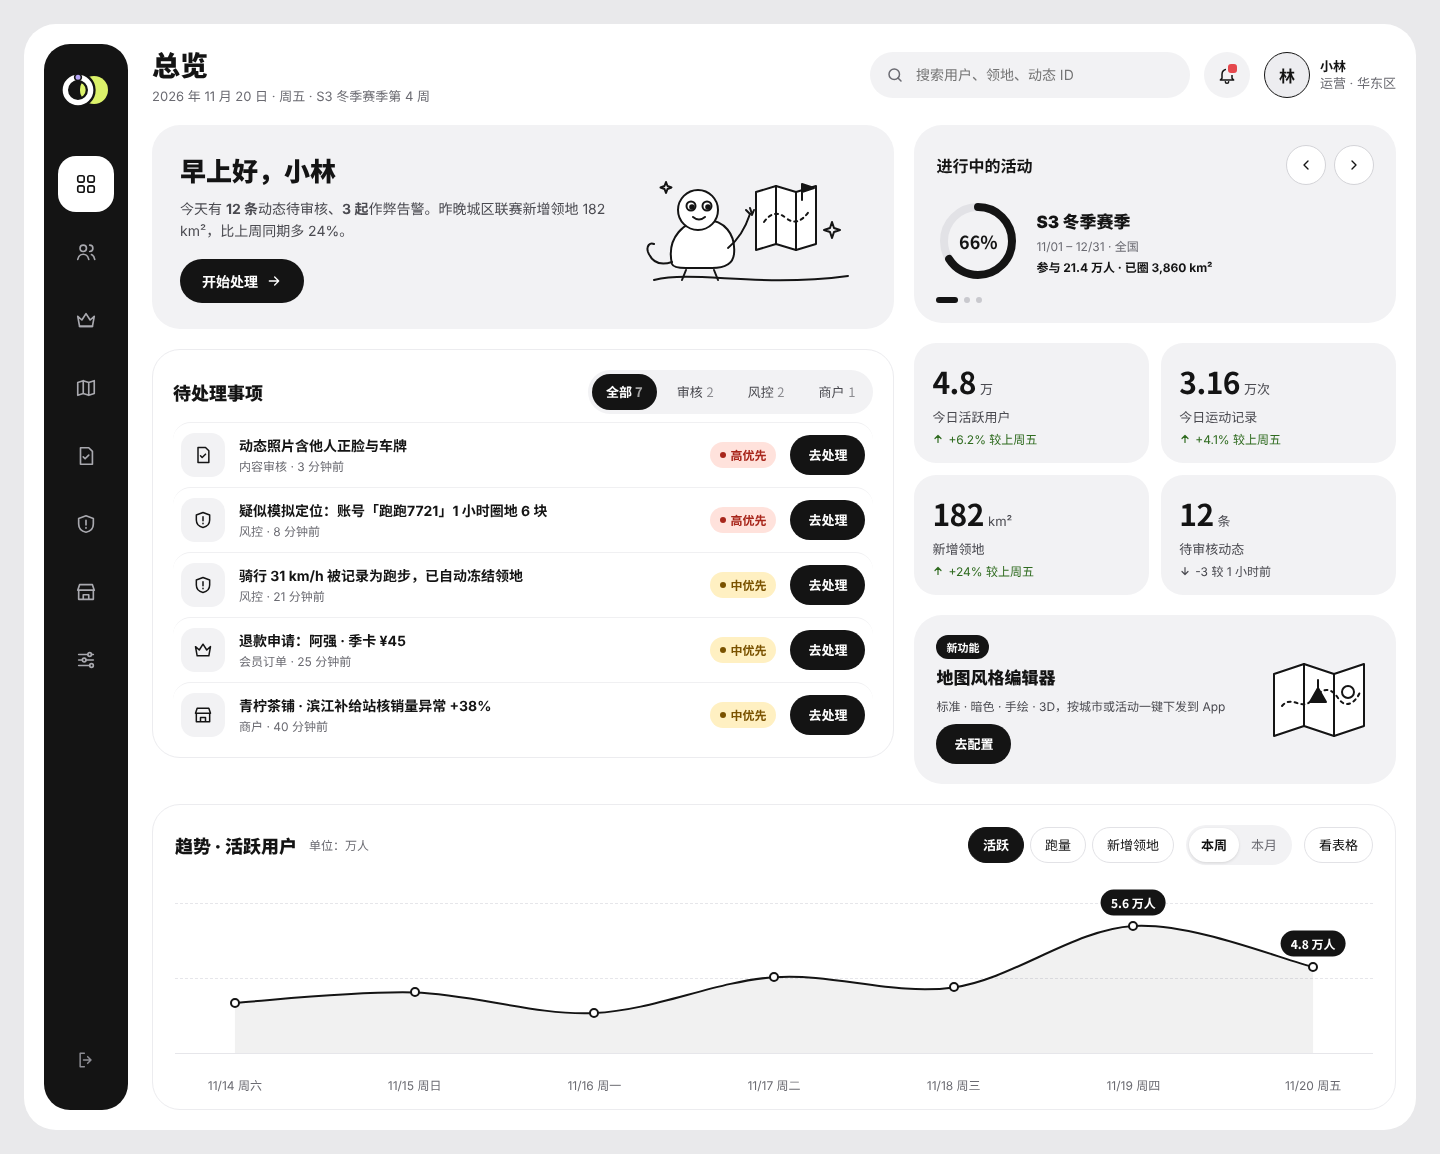 总览
2026 年 11 月 20 日 · 周五 · S3 冬季赛季第 4 周
搜索用户、领地、动态 ID
林
小林
运营 · 华东区
早上好，小林
今天有 12 条动态待审核、3 起作弊告警。昨晚城区联赛新增领地 182
km²，比上周同期多 24%。
开始处理
进行中的活动
66%
S3 冬季赛季
11/01 – 12/31 · 全国
参与 21.4 万人 · 已圈 3,860 km²
待处理事项
全部 7
审核 2
风控 2
商户 1
动态照片含他人正脸与车牌
内容审核 · 3 分钟前
高优先
去处理
疑似模拟定位：账号「跑跑7721」1 小时圈地 6 块
风控 · 8 分钟前
高优先
去处理
骑行 31 km/h 被记录为跑步，已自动冻结领地
风控 · 21 分钟前
中优先
去处理
退款申请：阿强 · 季卡 ¥45
会员订单 · 25 分钟前
中优先
去处理
青柠茶铺 · 滨江补给站核销量异常 +38%
商户 · 40 分钟前
中优先
去处理
4.8 万
今日活跃用户
+6.2% 较上周五
3.16 万次
今日运动记录
+4.1% 较上周五
182 km²
新增领地
+24% 较上周五
12 条
待审核动态
-3 较 1 小时前
新功能
地图风格编辑器
标准 · 暗色 · 手绘 · 3D，按城市或活动一键下发到 App
去配置
趋势 · 活跃用户
单位：万人
活跃
跑量
新增领地
本周
本月
看表格
5.6 万人
4.8 万人
11/14 周六
11/15 周日
11/16 周一
11/17 周二
11/18 周三
11/19 周四
11/20 周五